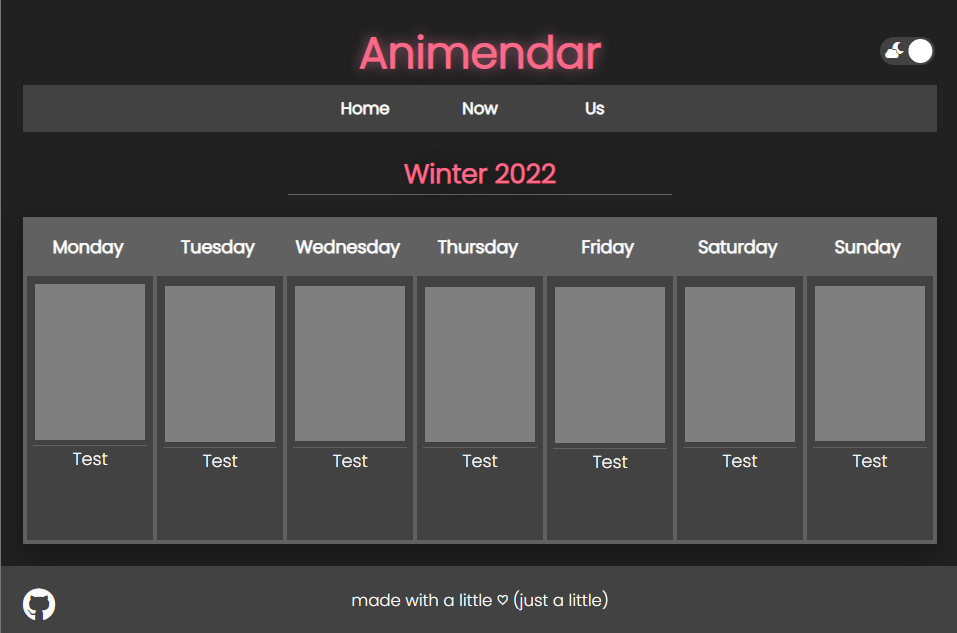 Animendar
Home Now Us
Winter 2022
Monday Tuesday Wednesday Thursday Friday Saturday Sunday
Test Test Test Test Test Test Test
made with a little ♡ (just a little)